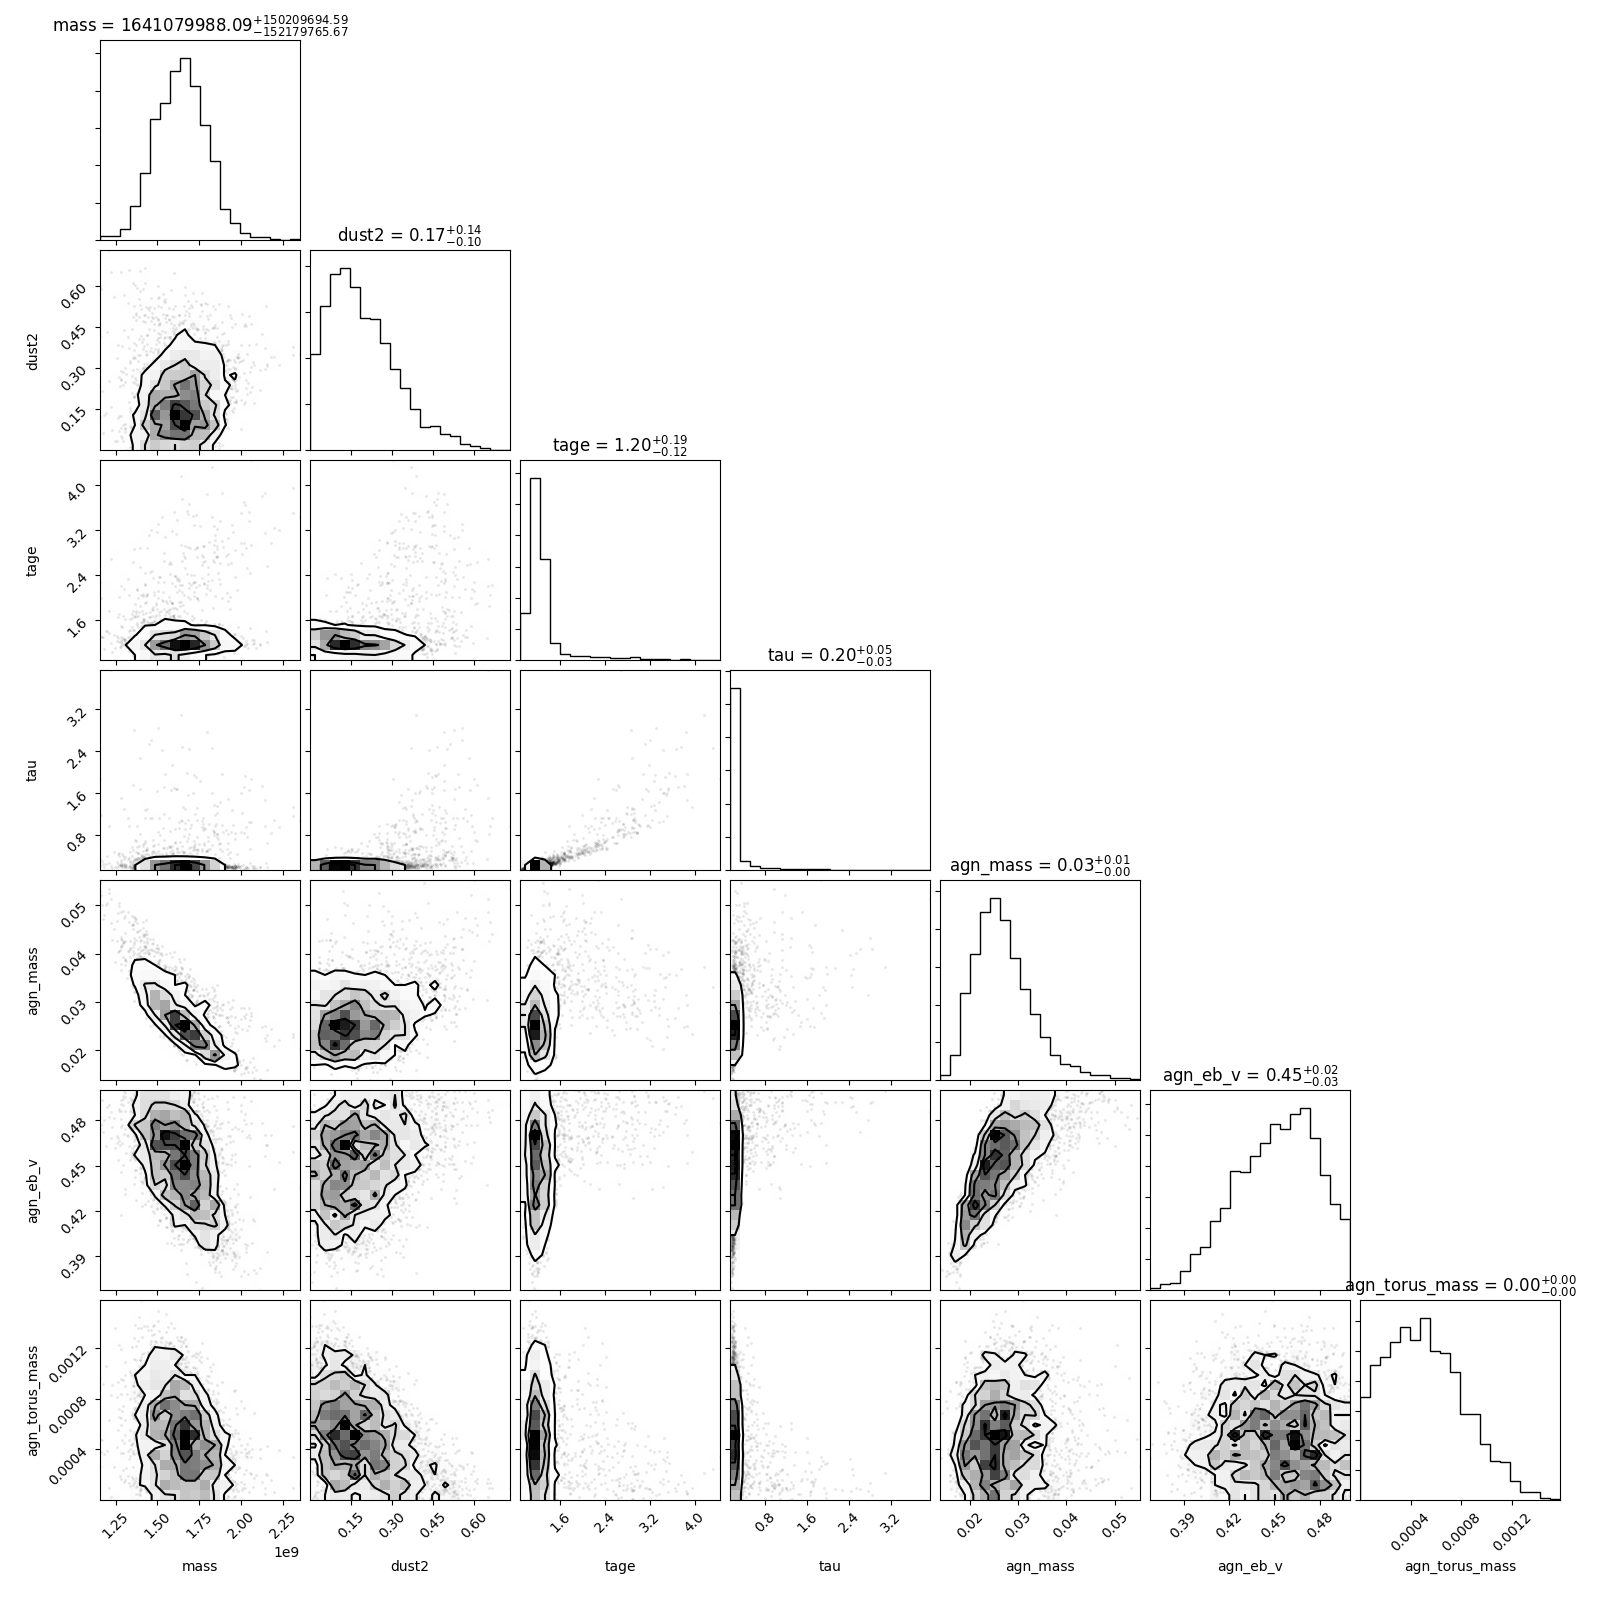 mass = 1641079988.09+150209694.59 −152179765.67
dust2 = 0.17+0.14 −0.10
0.60
0.45
0.30
0.15
dust2
tage = 1.20+0.19 −0.12
4.0
3.2
2.4
1.6
tage
tau = 0.20+0.05 −0.03
3.2
2.4
1.6
0.8
tau
agn_mass = 0.03+0.01 −0.00
0.05
0.04
0.03
0.02
agn_mass
agn_eb_v = 0.45+0.02 −0.03
0.48
0.45
0.42
0.39
agn_eb_v
agn_torus_mass = 0.00+0.00 −0.00
0.0012
0.0008
0.0004
agn_torus_mass
1.25 1.50 1.75 2.00 2.25
1e9
mass
0.15 0.30 0.45 0.60
dust2
1.6 2.4 3.2 4.0
tage
0.8 1.6 2.4 3.2
tau
0.02 0.03 0.04 0.05
agn_mass
0.39 0.42 0.45 0.48
agn_eb_v
0.0004 0.0008 0.0012
agn_torus_mass